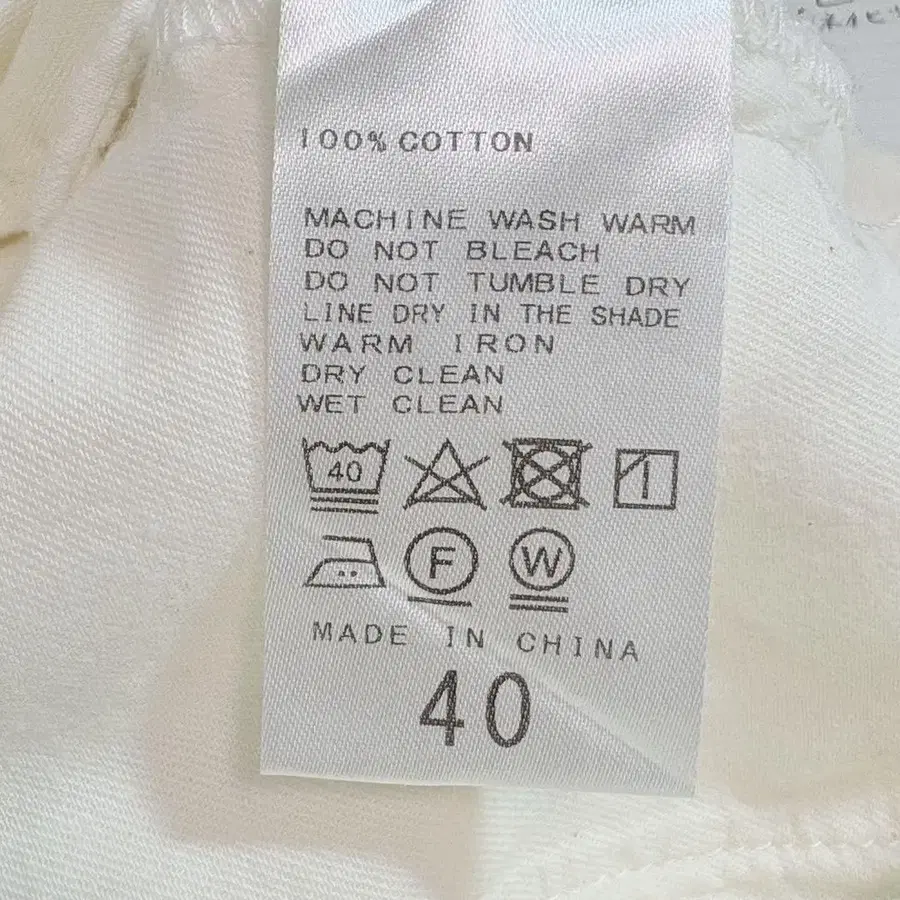 100% COTTON
MACHINE WASH WARM
DO NOT BLEACH
DO NOT TUMBLE DRY
LINE DRY IN THE SHADE
WARM IRON
DRY CLEAN
WET CLEAN
40
F W
MADE IN CHINA
40